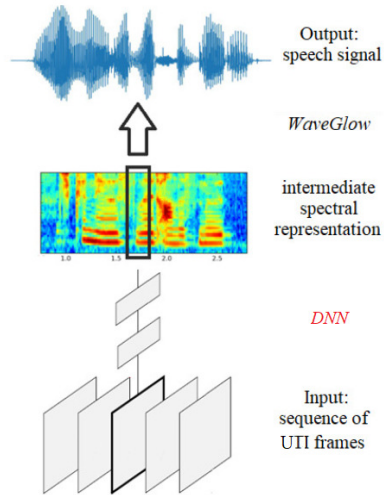 Output:
speech signal
WaveGlow
intermediate
spectral
representation
1.0 1.5 2.0 2.5
DNN
Input:
sequence of
UTI frames